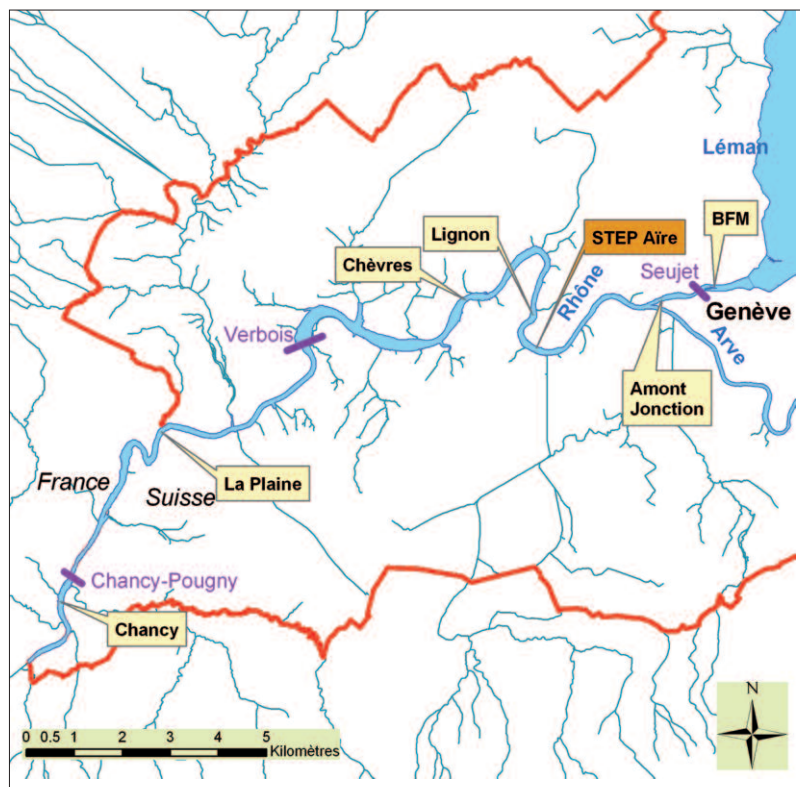 Léman
BFM
Lignon
STEP Aïre
Chèvres
Seujet
Rhône
Genève
Verbois
Arve
Amont
Jonction
La Plaine
France
Suisse
Chancy-Pougny
Chancy
N
0 0.5 1 2 3 4 5
Kilomètres